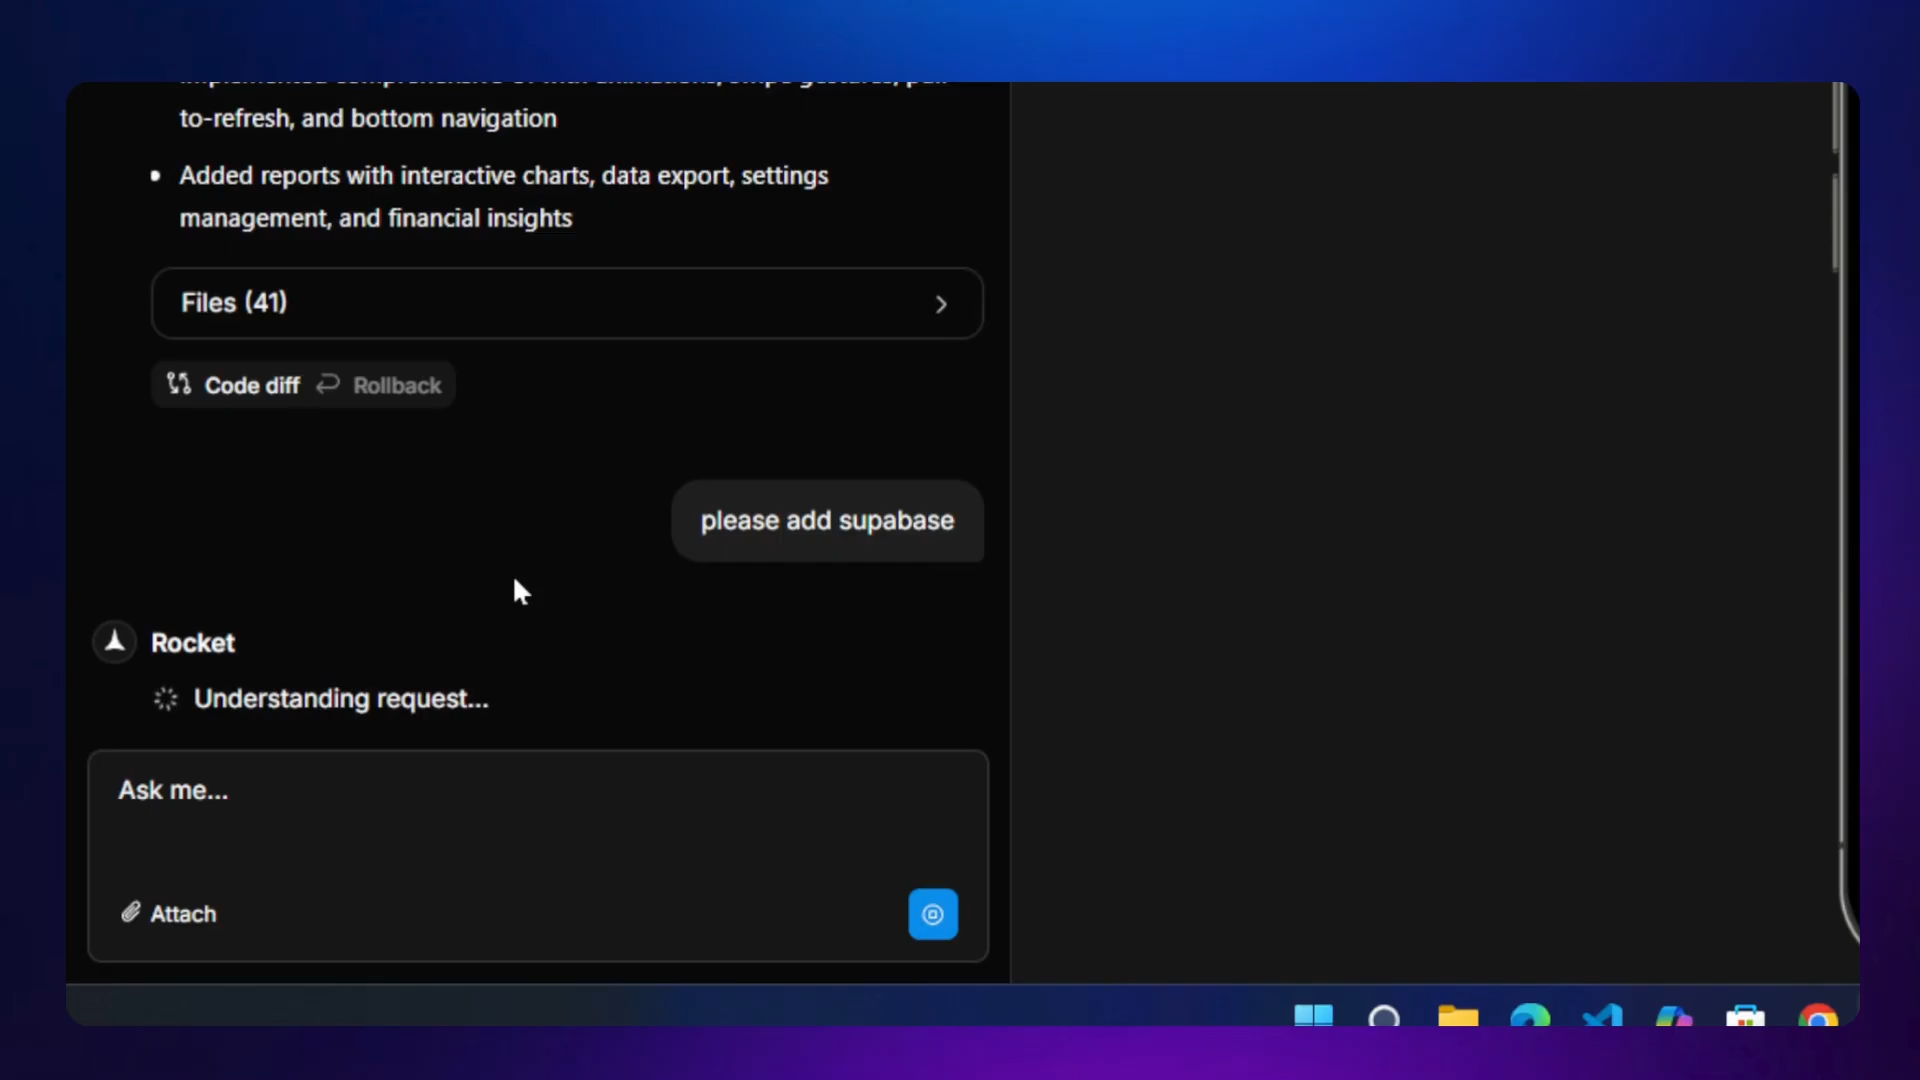 to-refresh, and bottom navigation
• Added reports with interactive charts, data export, settings
management, and financial insights
Files (41)
Code diff Rollback
please add supabase
Rocket
Understanding request...
Ask me...
Attach